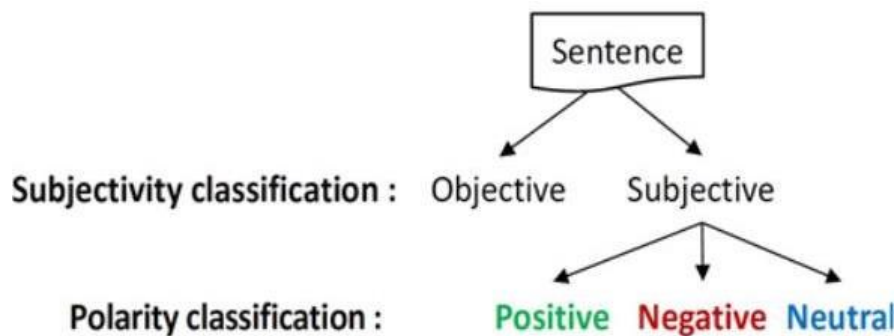 Sentence
Subjectivity classification : Objective Subjective
Polarity classification : Positive Negative Neutral